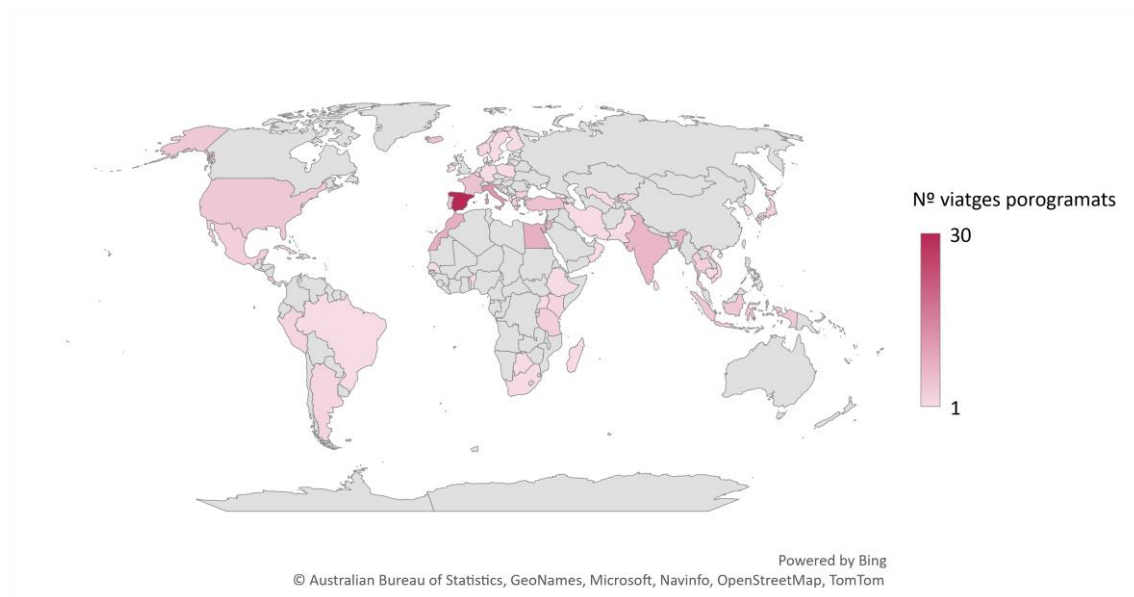 Nº viatges porogramats
30
1
Powered by Bing
© Australian Bureau of Statistics, GeoNames, Microsoft, Navinfo, OpenStreetMap, TomTom